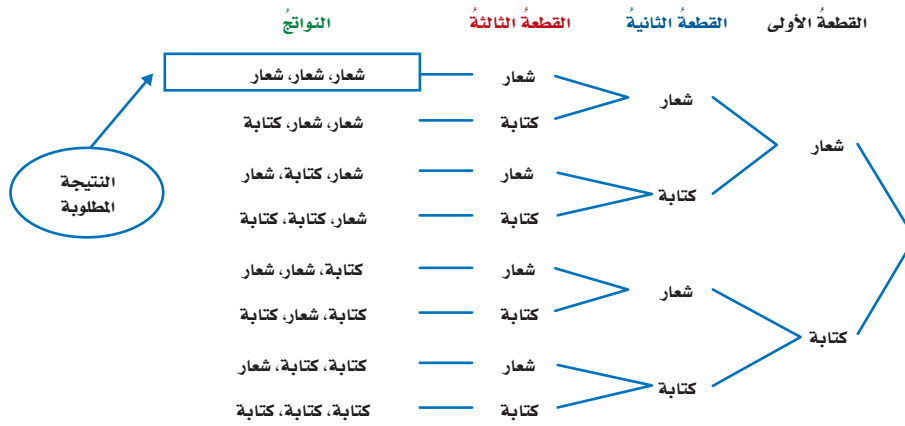 القطعةُ الأولى القطعةُ الثانيةُ القطعةُ الثالثةُ النواتجُ
شعار شعار، شعار، شعار
شعار
كتابة شعار، شعار، كتابة
شعار
شعار شعار، كتابة، شعار
كتابة
كتابة شعار، كتابة، كتابة
شعار كتابة، شعار، شعار
شعار
كتابة كتابة، شعار، كتابة
كتابة
شعار كتابة، كتابة، شعار
كتابة
كتابة كتابة، كتابة، كتابة
النتيجة
المطلوبة